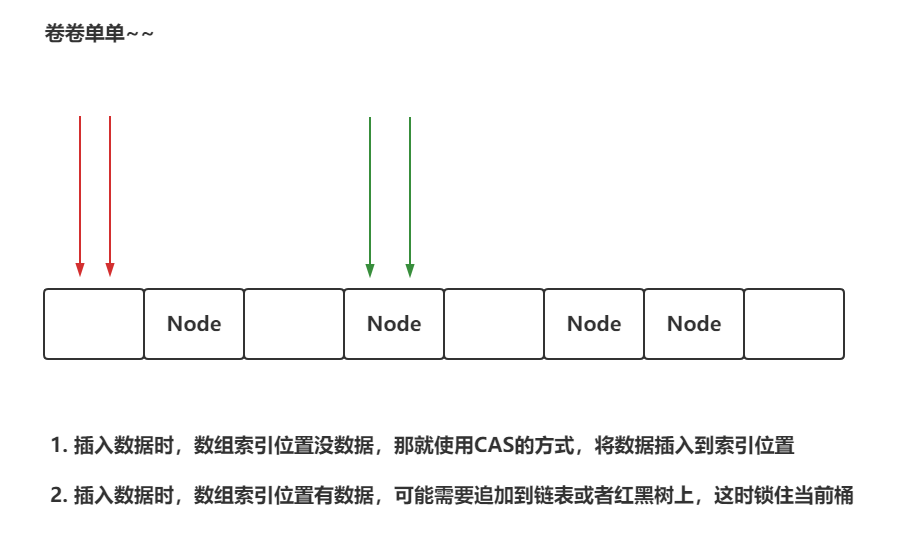 卷卷单单~~
Node
Node
Node
Node
1. 插入数据时，数组索引位置没数据，那就使用CAS的方式，将数据插入到索引位置
2. 插入数据时，数组索引位置有数据，可能需要追加到链表或者红黑树上，这时锁住当前桶